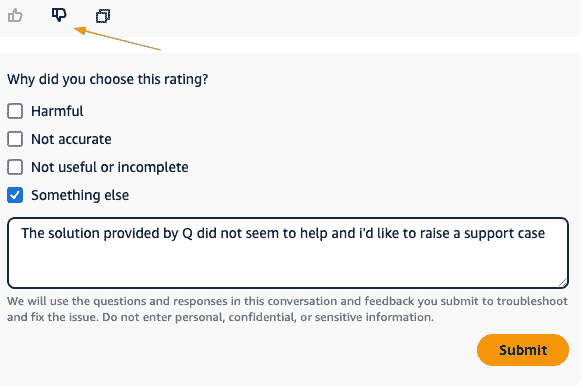 Why did you choose this rating?
Harmful
Not accurate
Not useful or incomplete
Something else
The solution provided by Q did not seem to help and i'd like to raise a support case
We will use the questions and responses in this conversation and feedback you submit to troubleshoot
and fix the issue. Do not enter personal, confidential, or sensitive information.
Submit